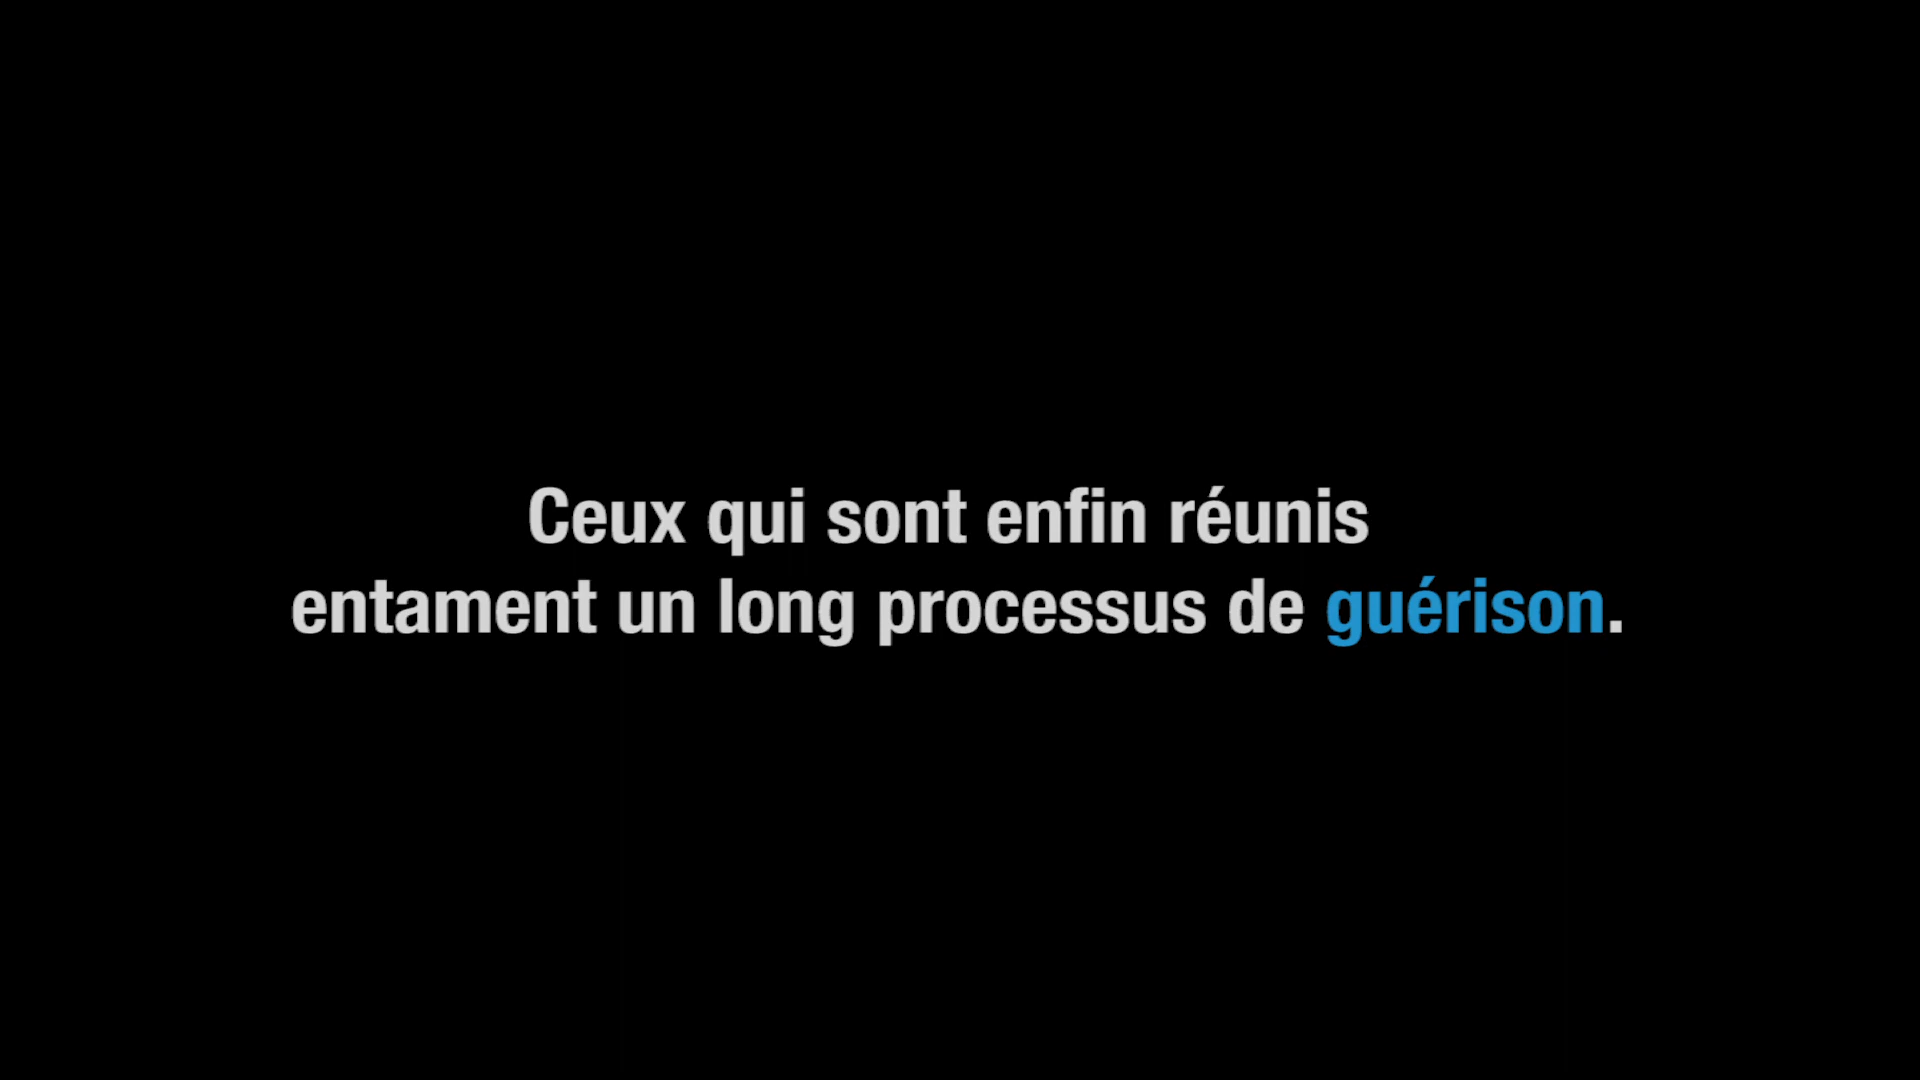 Ceux qui sont enfin réunis
entament un long processus de guérison.